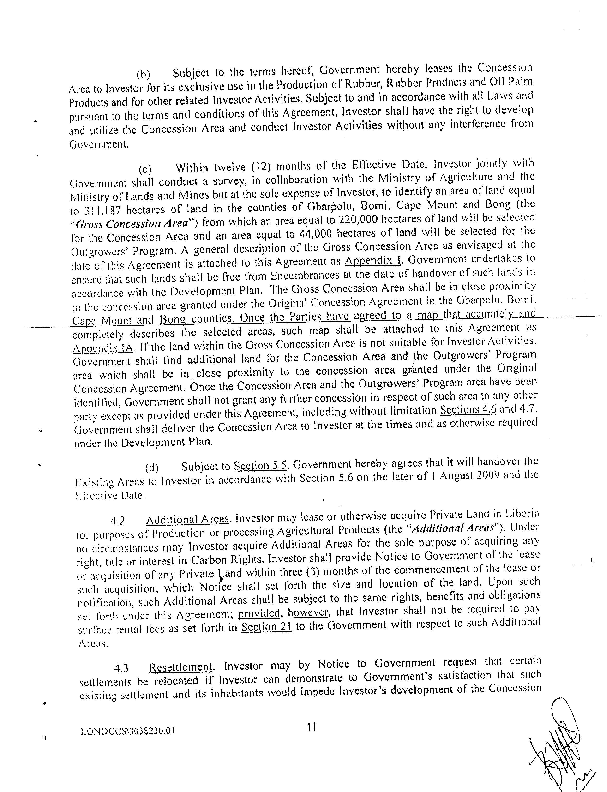 (b) Subject to the terms hereof, Government hereby leases the Concession
Area to Investor for its exclusive use in the Production of Rubber, Rubber Products and Oil Palm
Products and for other related Investor Activities. Subject to and in accordance with all Laws and
pursuant to the terms and conditions of this Agreement, Investor shall have the right to develop
and utilize the Concession Area and conduct Investor Activities without any interference from
Government.
(c) Within twelve (12) months of the Effective Date, Investor jointly with
Government shall conduct a survey, in collaboration with the Ministry of Agriculture and the
Ministry of Lands and Mines but at the sole expense of Investor, to identify an area of land equal
to 311,187 hectares of land in the counties of Gbarpolu, Bomi, Cape Mount and Bong (the
"Gross Concession Area") from which an area equal to 220,000 hectares of land will be selected
for the Concession Area and an area equal to 44,000 hectares of land will be selected for the
Outgrowers' Program. A general description of the Gross Concession Area as envisaged at the
date of this Agreement is attached to this Agreement as Appendix I. Government undertakes to
ensure that such lands shall be free from Encumbrances at the date of handover of such lands in
accordance with the Development Plan. The Gross Concession Area shall be in close proximity
to the concession area granted under the Original Concession Agreement in the Gbarpolu, Bomi,
Cape Mount and Bong counties. Once the Parties have agreed to a map that accurately and
completely describes the selected areas, such map shall be attached to this Agreement as
Appendix IA. If the land within the Gross Concession Area is not suitable for Investor Activities,
Government shall find additional land for the Concession Area and the Outgrowers' Program
area which shall be in close proximity to the concession area granted under the Original
Concession Agreement. Once the Concession Area and the Outgrowers' Program area have been
identified, Government shall not grant any further concession in respect of such area to any other
party except as provided under this Agreement, including without limitation Sections 4.6 and 4.7.
Government shall deliver the Concession Area to Investor at the times and as otherwise required
under the Development Plan.
(d) Subject to Section 5.5, Government hereby agrees that it will handover the
Existing Areas to Investor in accordance with Section 5.6 on the later of 1 August 2009 and the
Effective Date
4.2 Additional Areas. Investor may lease or otherwise acquire Private Land in Liberia
for purposes of Production or processing Agricultural Products (the "Additional Areas"). Under
no circumstances may Investor acquire Additional Areas for the sole purpose of acquiring any
right, title or interest in Carbon Rights. Investor shall provide Notice to Government of the lease
or acquisition of any Private Land within three (3) months of the commencement of the lease or
such acquisition, which Notice shall set forth the size and location of the land. Upon such
notification, such Additional Areas shall be subject to the same rights, benefits and obligations
set forth under this Agreement; provided, however, that Investor shall not be required to pay
surface rental fees as set forth in Section 21 to the Government with respect to such Additional
Areas.
4.3 Resettlement. Investor may by Notice to Government request that certain
settlements be relocated if Investor can demonstrate to Government's satisfaction that such
existing settlement and its inhabitants would impede Investor's development of the Concession
11